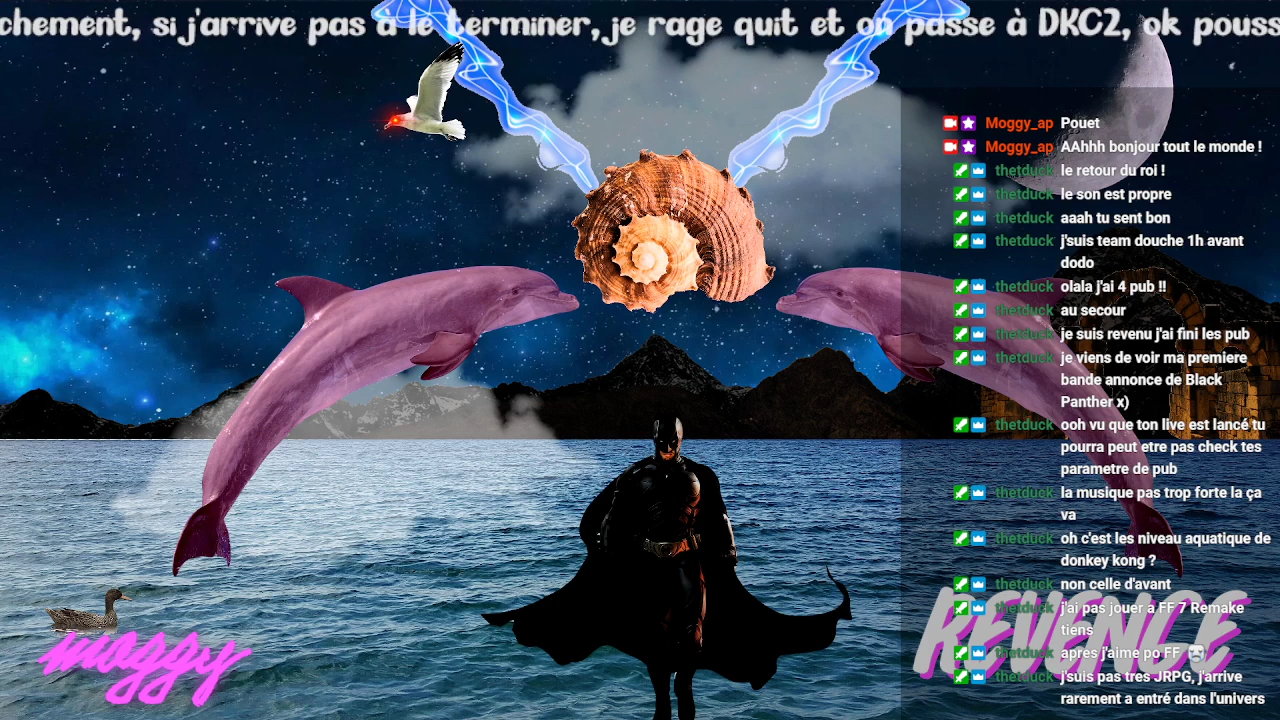 chement, si j'arrive pas à le terminer, je rage quit et on passe à DKC2, ok pouss
Moggy_ap Pouet
Moggy_ap AAhhh bonjour tout le monde !
thetduck le retour du roi !
thetduck le son est propre
thetduck aaah tu sent bon
thetduck j'suis team douche 1h avant
dodo
thetduck olala j'ai 4 pub !!
thetduck au secour
thetduck je suis revenu j'ai fini les pub
thetduck je viens de voir ma premiere
bande annonce de Black
Panther x)
thetduck ooh vu que ton live est lancé tu
pourra peut etre pas check tes
parametre de pub
thetduck la musique pas trop forte la ça
va
thetduck oh c'est les niveau aquatique de
donkey kong ?
thetduck non celle d'avant
thetduck j'ai pas jouer a FF 7 Remake
tiens
thetduck apres j'aime po FF
thetduck j'suis pas tres JRPG, j'arrive
rarement a entré dans l'univers
moggy
REVENGE